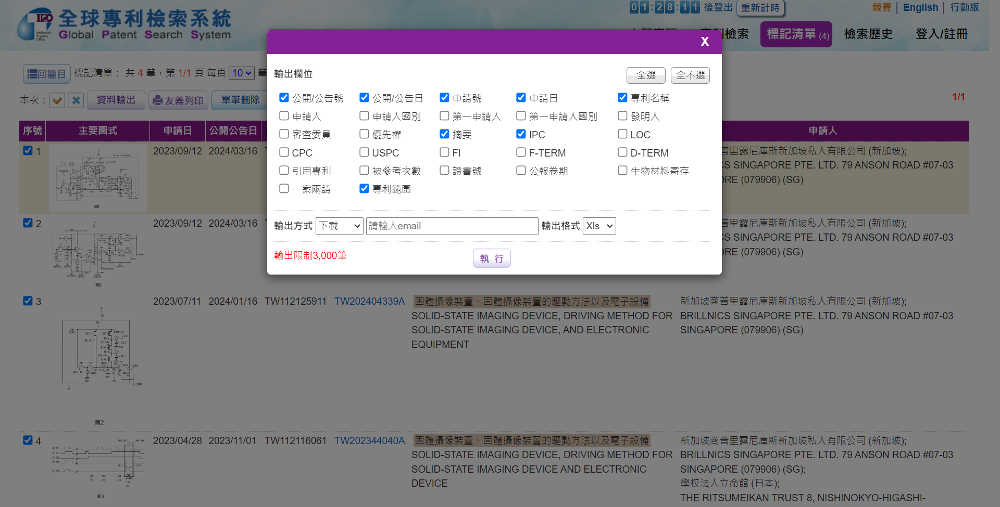 TIPO
Intellectual
Property
Office
全球專利檢索系統
Global Patent Search System
01:28:11 後登出 重新計時
競賽 | English | 行動版
專利檢索 標記清單 (4) 檢索歷史 登入/註冊
X
回簡目 標記清單： 共 4 筆，第 1/1 頁 每頁 10 筆
本次： 資料輸出 友善列印 單筆刪除
1/1
輸出欄位 全選 全不選
公開/公告號 公開/公告日 申請號 申請日 專利名稱
申請人 申請人國別 第一申請人 第一申請人國別 發明人
審查委員 優先權 摘要 IPC LOC
CPC USPC FI F-TERM D-TERM
引用專利 被參考次數 證書號 公報卷期 生物材料寄存
一案兩請 專利範圍
輸出方式 下載 請輸入email 輸出格式 Xls
輸出限制3,000筆 執 行
序號 主要圖式 申請日 公開公告日 申請人
1 2023/09/12 2024/03/16
普里露尼庫斯新加坡私人有限公司 (新加坡);
CS SINGAPORE PTE. LTD. 79 ANSON ROAD #07-03
ORE (079906) (SG)
圖2
2 2023/09/12 2024/03/16
普里露尼庫斯新加坡私人有限公司 (新加坡);
CS SINGAPORE PTE. LTD. 79 ANSON ROAD #07-03
ORE (079906) (SG)
圖2
3 2023/07/11 2024/01/16 TW112125911 TW202404339A
固體攝像裝置、固體攝像裝置的驅動方法以及電子設備
SOLID-STATE IMAGING DEVICE, DRIVING METHOD FOR
SOLID-STATE IMAGING DEVICE, AND ELECTRONIC
EQUIPMENT
新加坡商普里露尼庫斯新加坡私人有限公司 (新加坡);
BRILLNICS SINGAPORE PTE. LTD. 79 ANSON ROAD #07-03
SINGAPORE (079906) (SG)
圖2
4 2023/04/28 2023/11/01 TW112116061 TW202344040A
固體攝像裝置、固體攝像裝置的驅動方法以及電子設備
SOLID-STATE IMAGING DEVICE, DRIVING METHOD FOR
SOLID-STATE IMAGING DEVICE AND ELECTRONIC
DEVICE
新加坡商普里露尼庫斯新加坡私人有限公司 (新加坡);
BRILLNICS SINGAPORE PTE. LTD. 79 ANSON ROAD #07-03
SINGAPORE (079906) (SG);
學校法人立命館 (日本);
THE RITSUMEIKAN TRUST 8, NISHINOKYO-HIGASHI-
圖3